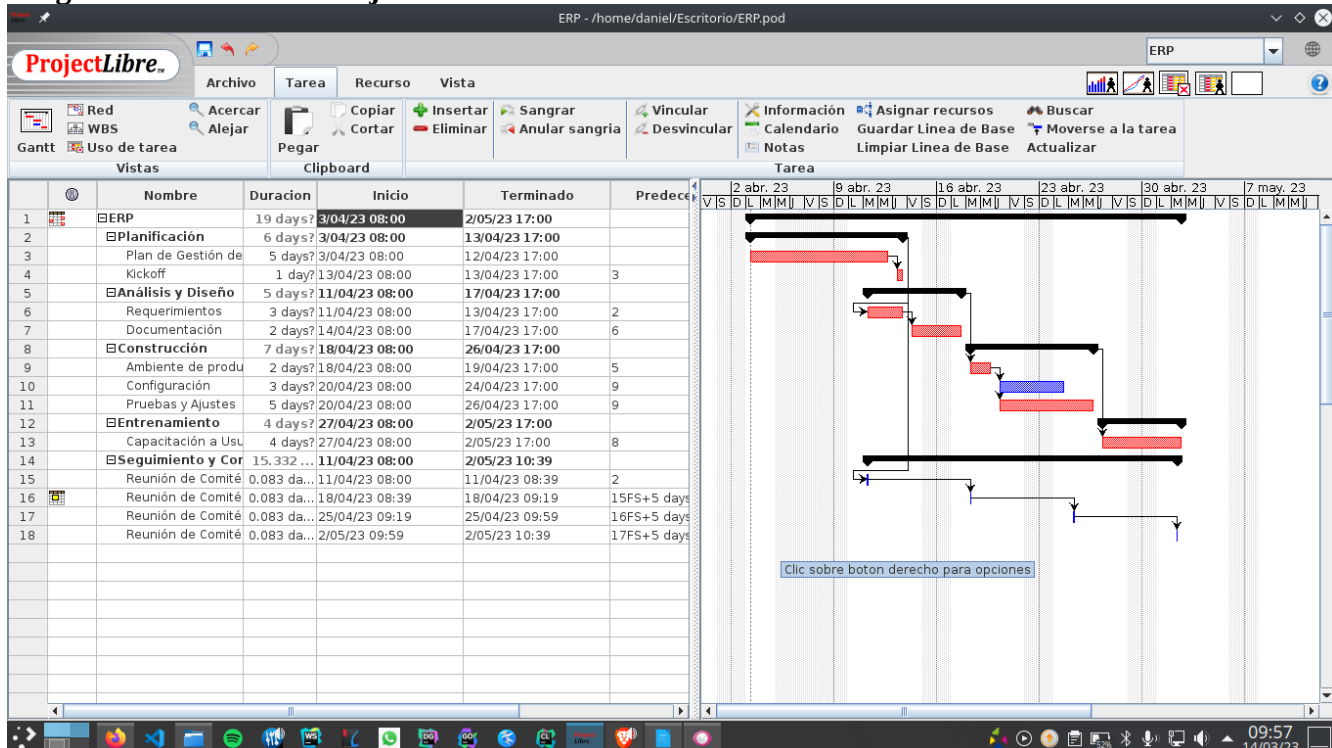 ERP - /home/daniel/Escritorio/ERP.pod
ProjectLibre
ERP
Archivo Tarea Recurso Vista
Gantt
Red
WBS
Uso de tarea
Acercar
Alejar
Vistas
Pegar
Copiar
Cortar
Clipboard
Insertar Sangrar Vincular
Eliminar Anular sangria Desvincular
Información Asignar recursos Buscar
Calendario Guardar Linea de Base Moverse a la tarea
Notas Limpiar Linea de Base Actualizar
Tarea
Nombre Duracion Inicio Terminado Predece
2 abr. 23 9 abr. 23 16 abr. 23 23 abr. 23 30 abr. 23 7 may. 23
V S D L M M J V S D L M M J V S D L M M J V S D L M M J V S D L M M J V S D L M M J
1 ERP 19 days? 3/04/23 08:00 2/05/23 17:00
2 Planificación 6 days? 3/04/23 08:00 13/04/23 17:00
3 Plan de Gestión de 5 days? 3/04/23 08:00 12/04/23 17:00
4 Kickoff 1 day? 13/04/23 08:00 13/04/23 17:00 3
5 Análisis y Diseño 5 days? 11/04/23 08:00 17/04/23 17:00
6 Requerimientos 3 days? 11/04/23 08:00 13/04/23 17:00 2
7 Documentación 2 days? 14/04/23 08:00 17/04/23 17:00 6
8 Construcción 7 days? 18/04/23 08:00 26/04/23 17:00
9 Ambiente de produ 2 days? 18/04/23 08:00 19/04/23 17:00 5
10 Configuración 3 days? 20/04/23 08:00 24/04/23 17:00 9
11 Pruebas y Ajustes 5 days? 20/04/23 08:00 26/04/23 17:00 9
12 Entrenamiento 4 days? 27/04/23 08:00 2/05/23 17:00
13 Capacitación a Usu 4 days? 27/04/23 08:00 2/05/23 17:00 8
14 Seguimiento y Cor 15.332 ... 11/04/23 08:00 2/05/23 10:39
15 Reunión de Comité 0.083 da... 11/04/23 08:00 11/04/23 08:39 2
16 Reunión de Comité 0.083 da... 18/04/23 08:39 18/04/23 09:19 15FS+5 days
17 Reunión de Comité 0.083 da... 25/04/23 09:19 25/04/23 09:59 16FS+5 days
18 Reunión de Comité 0.083 da... 2/05/23 09:59 2/05/23 10:39 17FS+5 days
Clic sobre boton derecho para opciones
52%
09:57